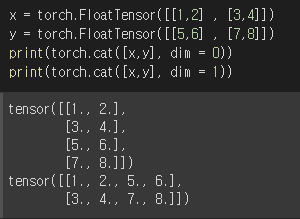 x = torch.FloatTensor([[1,2] , [3,4]])
y = torch.FloatTensor([[5,6] , [7,8]])
print(torch.cat([x,y], dim = 0))
print(torch.cat([x,y], dim = 1))
tensor([[1., 2.],
        [3., 4.],
        [5., 6.],
        [7., 8.]])
tensor([[1., 2., 5., 6.],
        [3., 4., 7., 8.]])